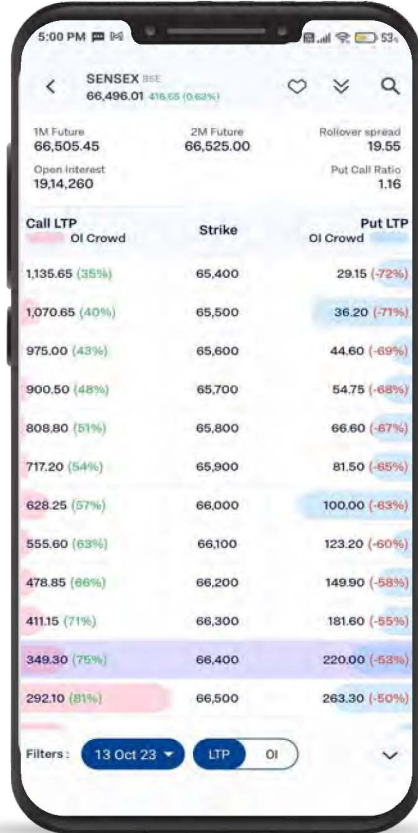 5:00 PM 53%
SENSEX BSE
66,496.01 416.65 (0.63%)
1M Future 2M Future Rollover spread
66,505.45 66,525.00 19.55
Open Interest Put Call Ratio
19,14,260 1.16
Call LTP Strike Put LTP
OI Crowd OI Crowd
1,135.65 (35%) 65,400 29.15 (-72%)
1,070.65 (40%) 65,500 36.20 (-71%)
975.00 (43%) 65,600 44.60 (-69%)
900.50 (48%) 65,700 54.75 (-68%)
808.80 (51%) 65,800 66.60 (-67%)
717.20 (54%) 65,900 81.50 (-65%)
628.25 (57%) 66,000 100.00 (-63%)
555.60 (63%) 66,100 123.20 (-60%)
478.85 (66%) 66,200 149.90 (-58%)
411.15 (71%) 66,300 181.60 (-55%)
349.30 (75%) 66,400 220.00 (-53%)
292.10 (81%) 66,500 263.30 (-50%)
Filters : 13 Oct 23 LTP OI